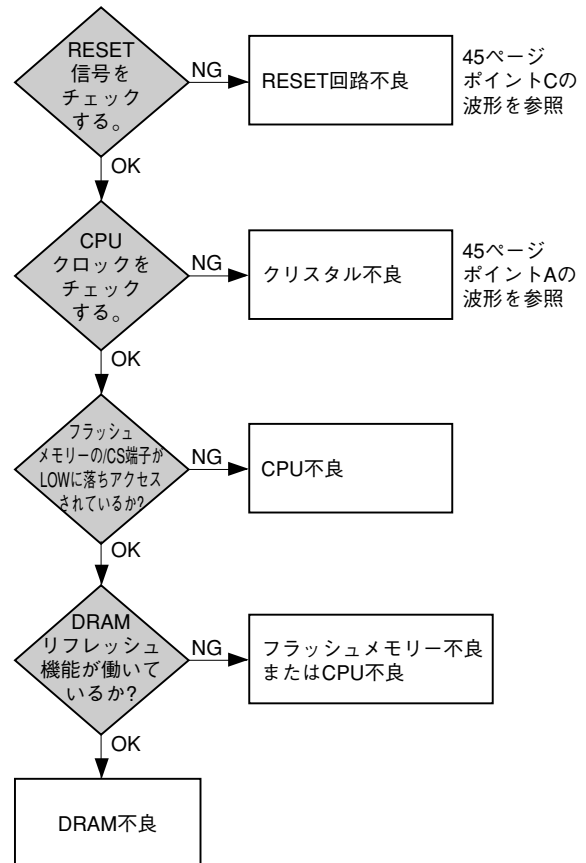 RESET
信号を
チェック
する。
NG
RESET回路不良
45ページ
ポイントCの
波形を参照
OK
CPU
クロックを
チェック
する。
NG
クリスタル不良
45ページ
ポイントAの
波形を参照
OK
フラッシュ
メモリーの/CS端子が
LOWに落ちアクセス
されているか?
NG
CPU不良
OK
DRAM
リフレッシュ
機能が働いて
いるか?
NG
フラッシュメモリー不良
またはCPU不良
OK
DRAM不良